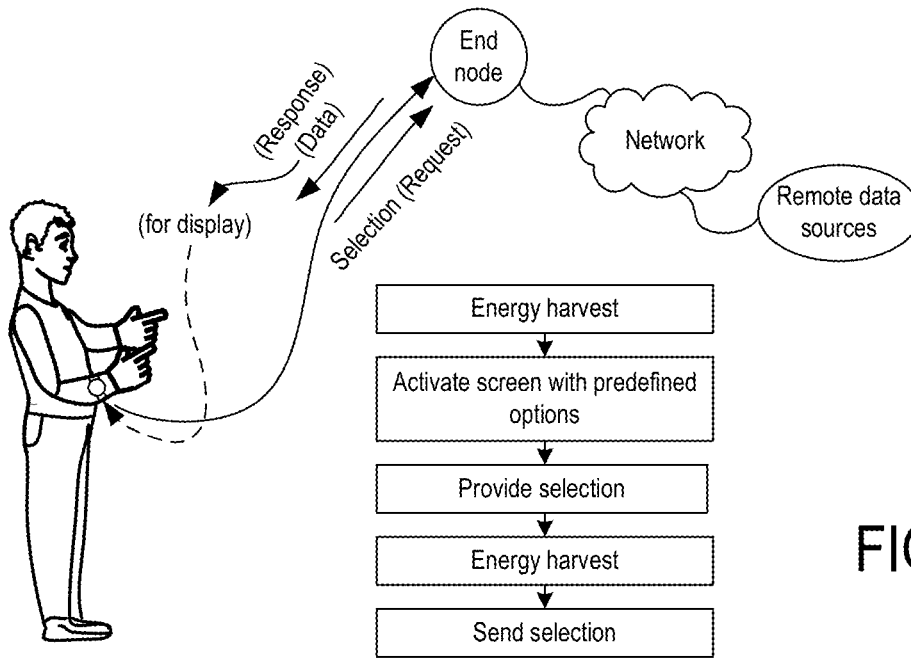 End
node
(Response)
(Data)
Selection (Request)
(for display)
Network
Remote data
sources
Energy harvest
Activate screen with predefined
options
Provide selection
Energy harvest
Send selection